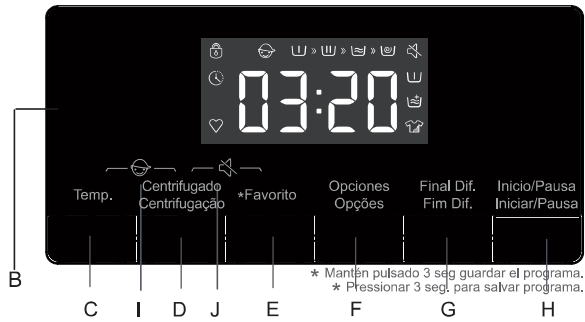 03:20
Temp.
Centrifugado
Centrifugação
*Favorito
Opciones
Opções
Final Dif.
Fim Dif.
Inicio/Pausa
Iniciar/Pausa
B
* Mantén pulsado 3 seg guardar el programa.
* Pressionar 3 seg. para salvar programa.
C I D J E F G H